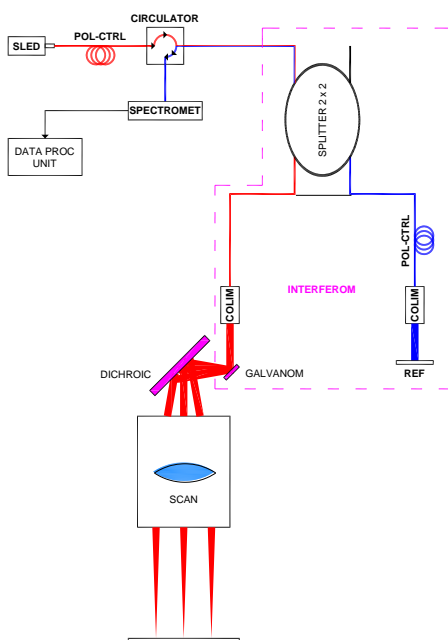 CIRCULATOR
POL-CTRL
SLED
SPECTROMET
DATA PROC
UNIT
SPLITTER 2 x 2
POL-CTRL
INTERFEROM
COLIM
COLIM
DICHROIC
GALVANOM
REF
SCAN